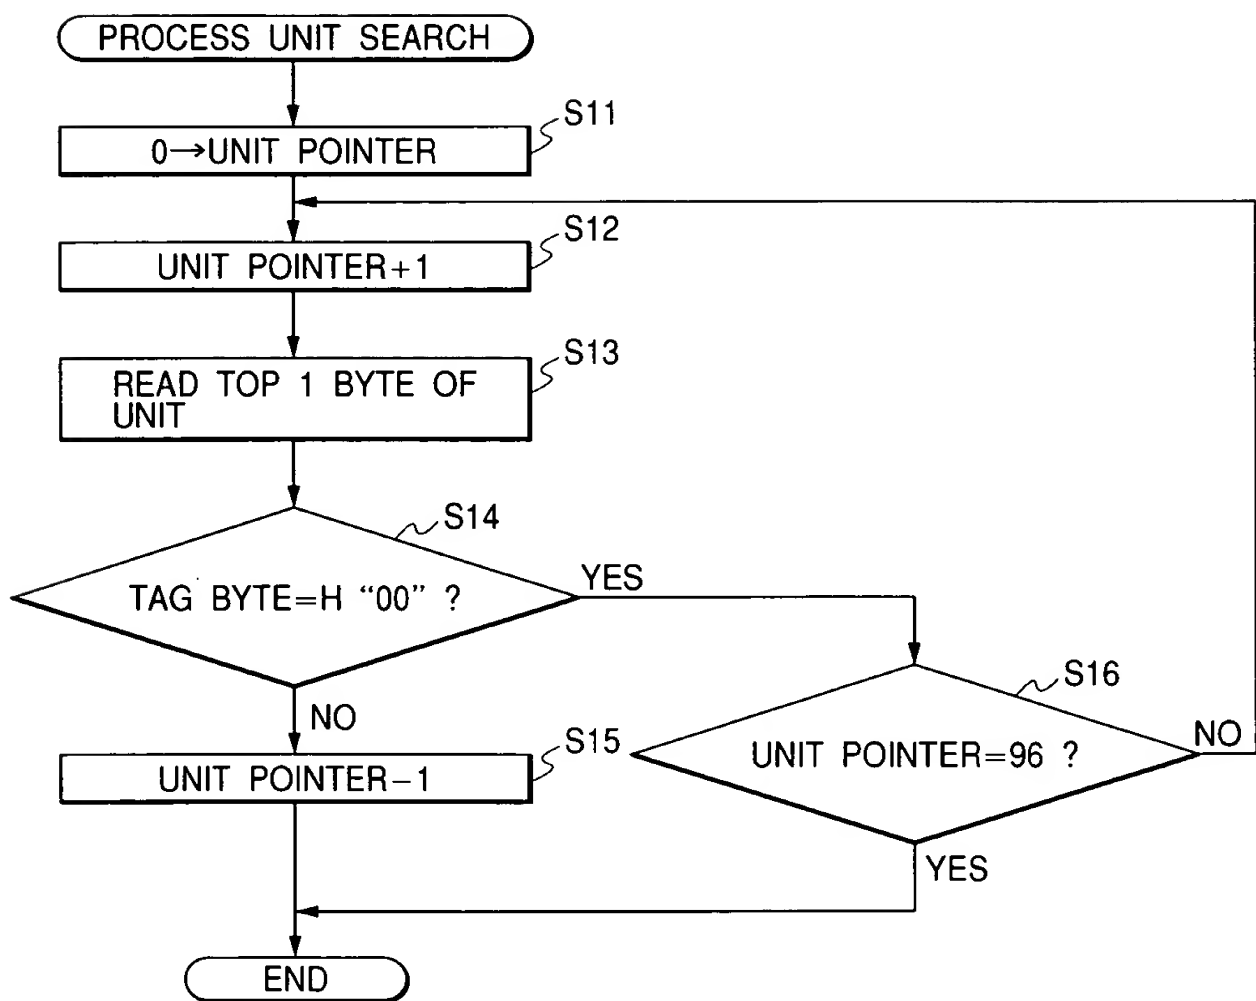 PROCESS UNIT SEARCH
S11
0→UNIT POINTER
S12
UNIT POINTER+1
S13
READ TOP 1 BYTE OF
UNIT
S14
TAG BYTE=H “00” ?
YES
NO
S16
UNIT POINTER=96 ?
NO
YES
S15
UNIT POINTER−1
END